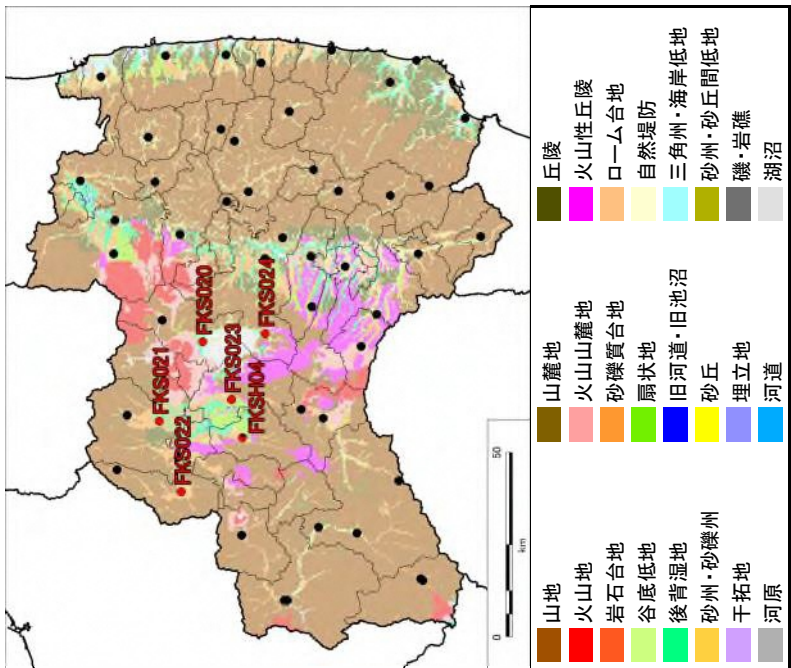 FKS020
FKS021
FKS022
FKS023
FKS024
FKSH04
0
50
km
山地
火山地
岩石台地
谷底低地
後背湿地
砂州・砂礫州
干拓地
河原
山麓地
火山山麓地
砂礫質台地
扇状地
旧河道・旧池沼
砂丘
埋立地
河道
丘陵
火山性丘陵
ローム台地
自然堤防
三角州・海岸低地
砂州・砂丘間低地
磯・岩礁
湖沼